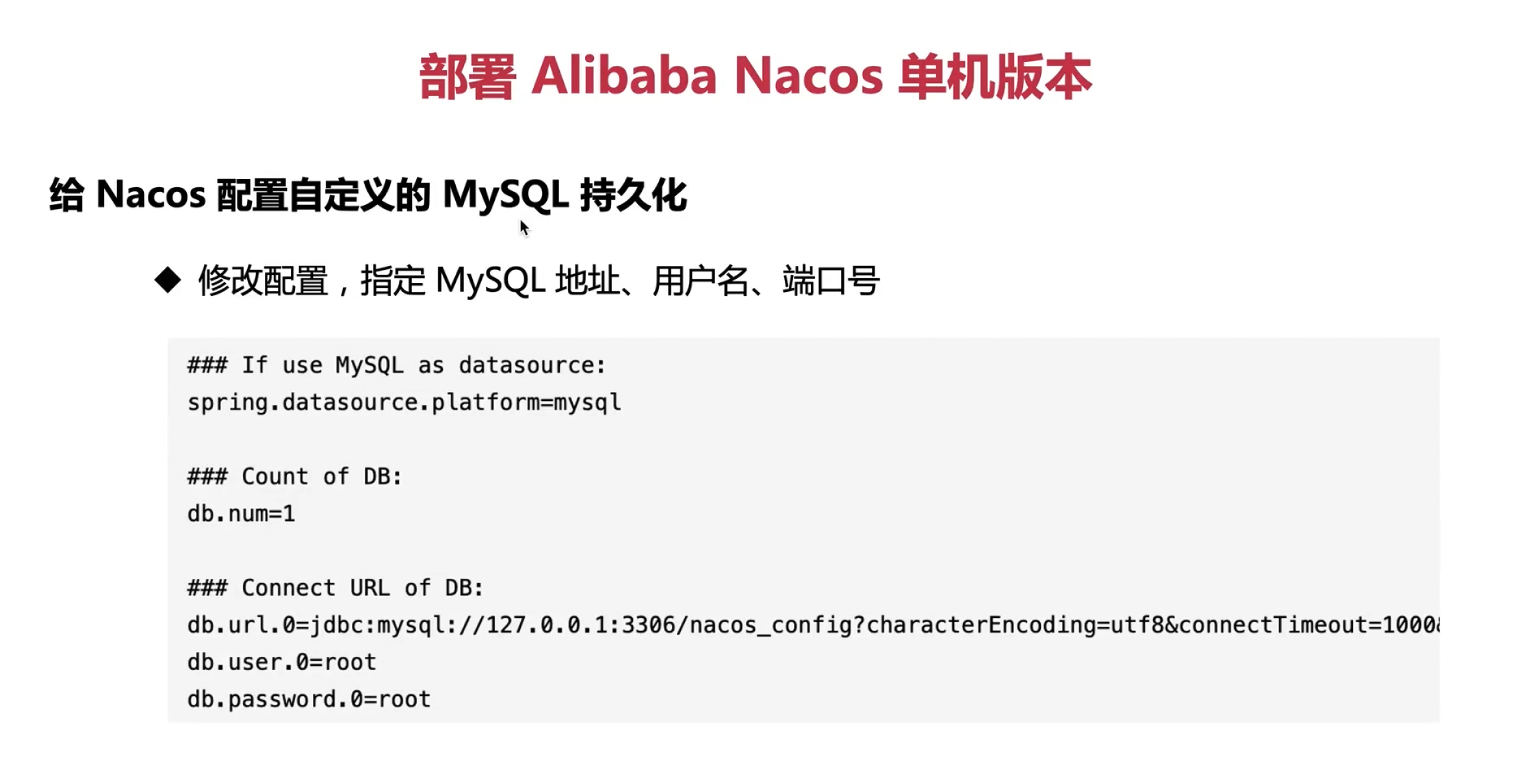 部署 Alibaba Nacos 单机版本
给 Nacos 配置自定义的 MySQL 持久化
◆ 修改配置，指定 MySQL 地址、用户名、端口号
### If use MySQL as datasource:
spring.datasource.platform=mysql
### Count of DB:
db.num=1
### Connect URL of DB:
db.url.0=jdbc:mysql://127.0.0.1:3306/nacos_config?characterEncoding=utf8&connectTimeout=1000&
db.user.0=root
db.password.0=root